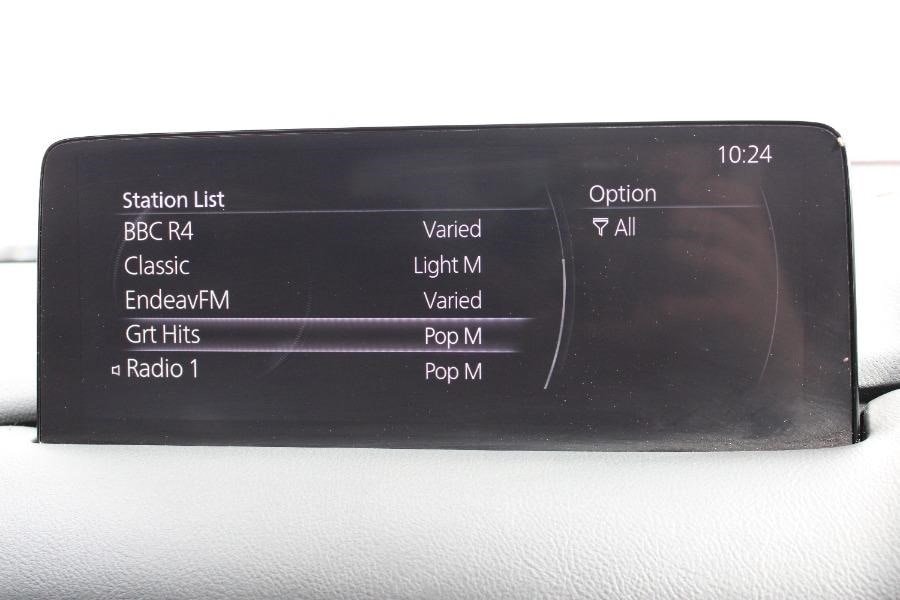 10:24
Station List
Option
BBC R4 Varied
All
Classic Light M
EndeavFM Varied
Grt Hits Pop M
Radio 1 Pop M